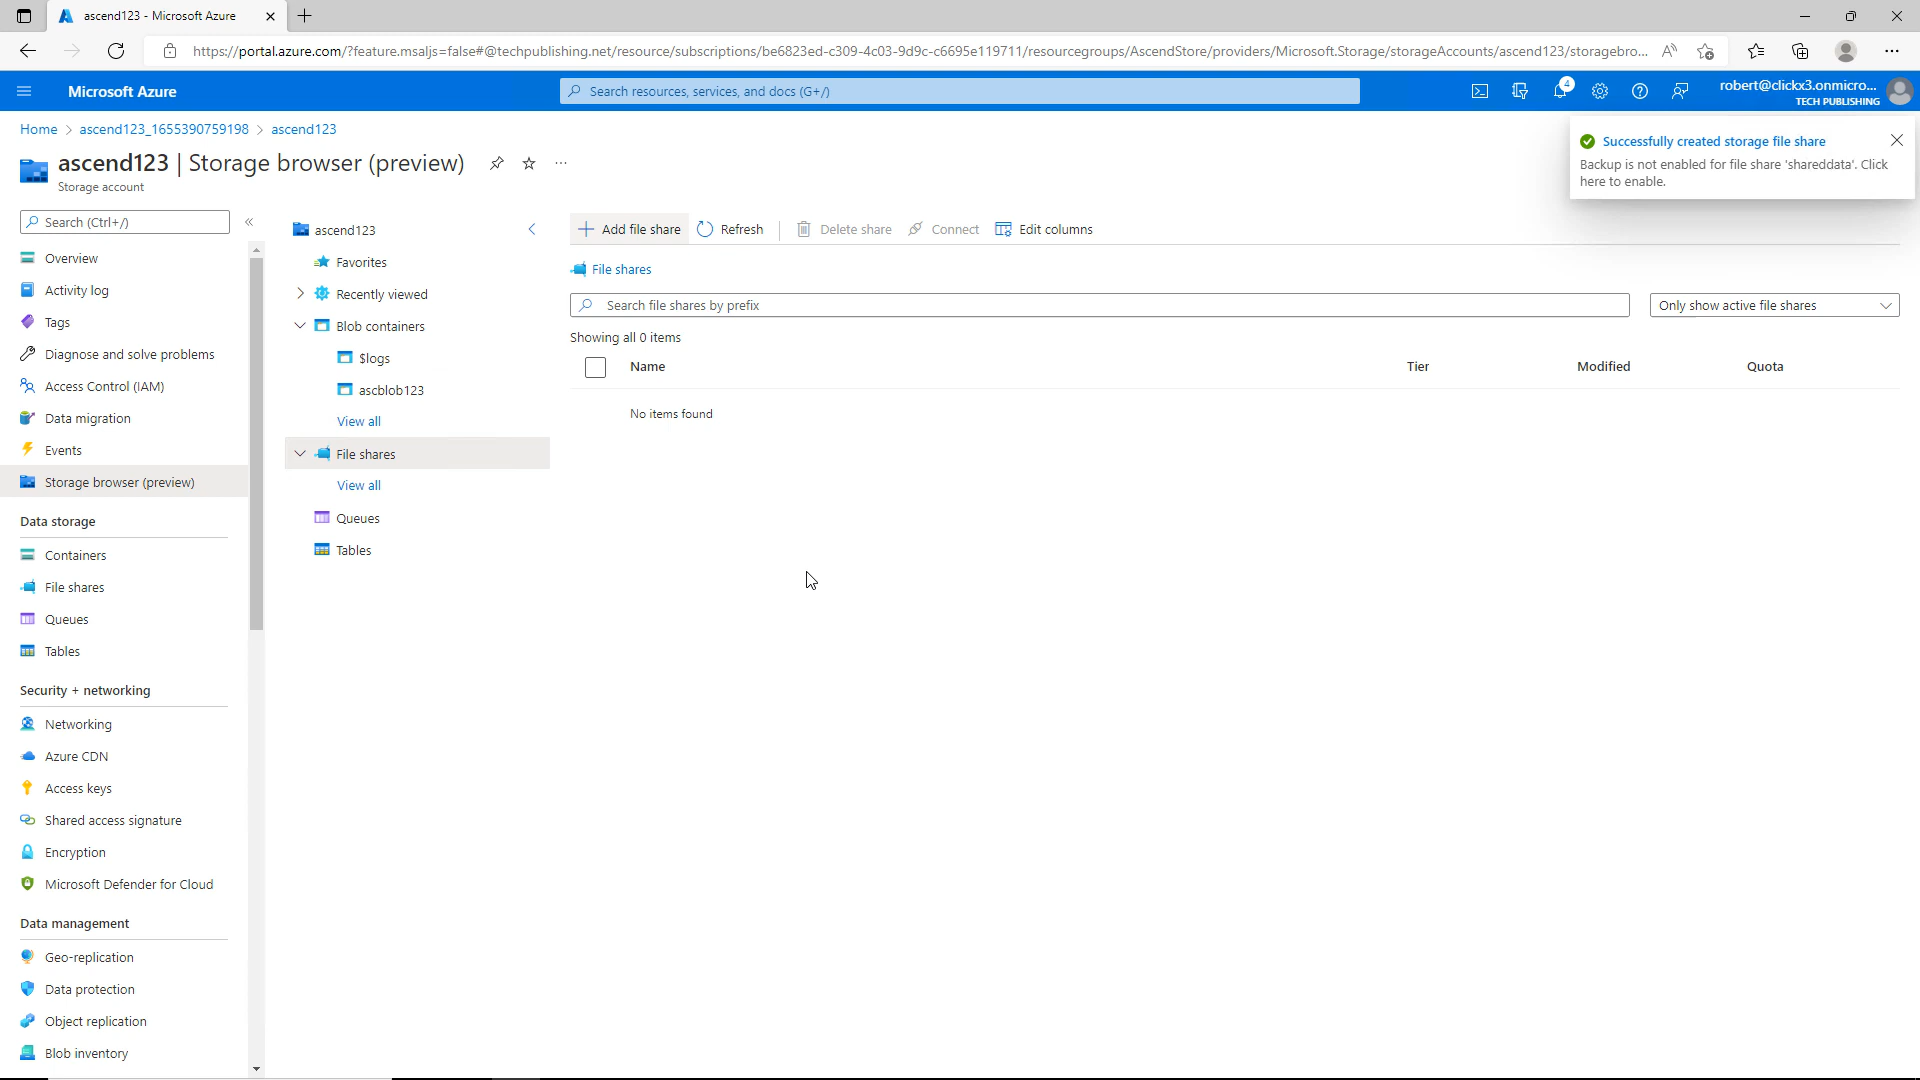 ascend123 - Microsoft Azure
https://portal.azure.com/?feature.msaljs=false#@techpublishing.net/resource/subscriptions/be6823ed-c309-4c03-9d9c-c6695e119711/resourcegroups/AscendStore/providers/Microsoft.Storage/storageAccounts/ascend123/storagebro...
Microsoft Azure
Search resources, services, and docs (G+/)
4
robert@clickx3.onmicro...
TECH PUBLISHING
Home > ascend123_1655390759198 > ascend123
ascend123 | Storage browser (preview)
Storage account
Successfully created storage file share
Backup is not enabled for file share 'shareddata'. Click
here to enable.
Search (Ctrl+/)
Overview
Activity log
Tags
Diagnose and solve problems
Access Control (IAM)
Data migration
Events
Storage browser (preview)
Data storage
Containers
File shares
Queues
Tables
Security + networking
Networking
Azure CDN
Access keys
Shared access signature
Encryption
Microsoft Defender for Cloud
Data management
Geo-replication
Data protection
Object replication
Blob inventory
ascend123
Favorites
Recently viewed
Blob containers
$logs
ascblob123
View all
File shares
View all
Queues
Tables
Add file share Refresh Delete share Connect Edit columns
File shares
Search file shares by prefix
Only show active file shares
Showing all 0 items
Name Tier Modified Quota
No items found